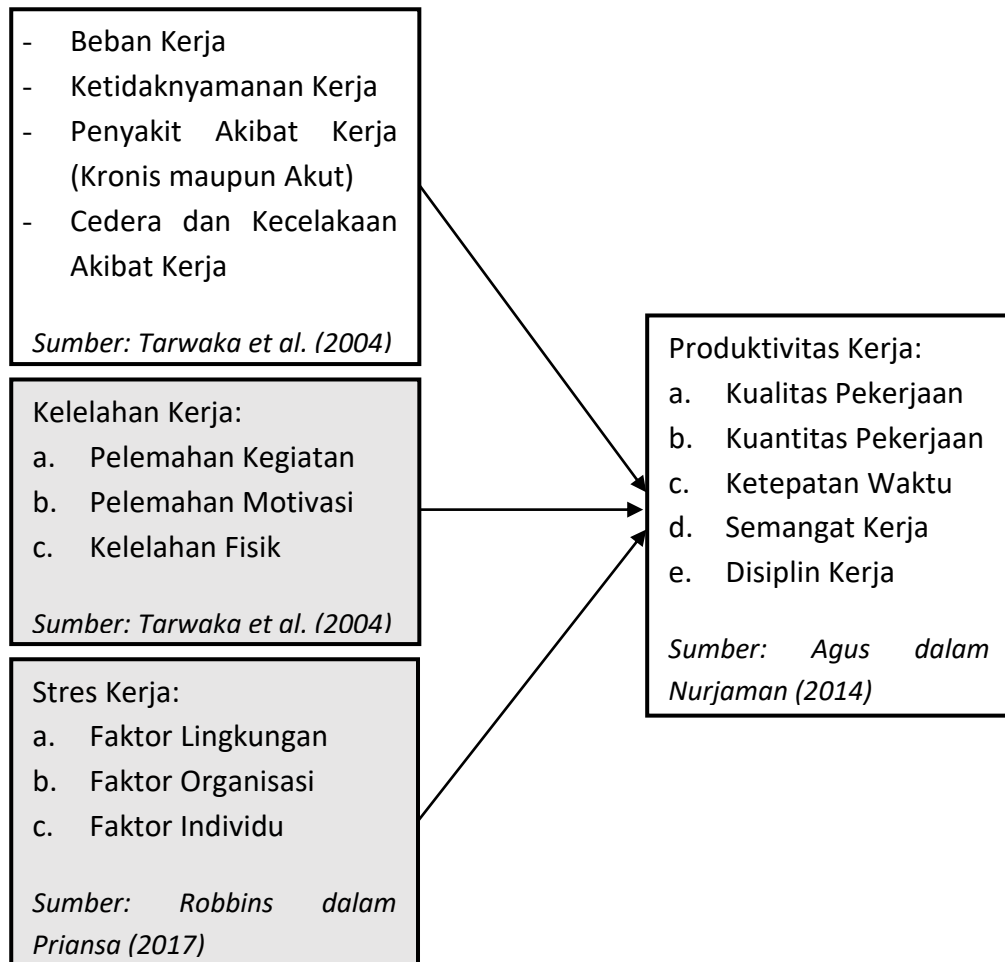 - Beban Kerja
- Ketidaknyamanan Kerja
- Penyakit Akibat Kerja
(Kronis maupun Akut)
- Cedera dan Kecelakaan
Akibat Kerja
Sumber: Tarwaka et al. (2004)
Kelelahan Kerja:
a. Pelemahan Kegiatan
b. Pelemahan Motivasi
c. Kelelahan Fisik
Sumber: Tarwaka et al. (2004)
Stres Kerja:
a. Faktor Lingkungan
b. Faktor Organisasi
c. Faktor Individu
Sumber: Robbins dalam
Priansa (2017)
Produktivitas Kerja:
a. Kualitas Pekerjaan
b. Kuantitas Pekerjaan
c. Ketepatan Waktu
d. Semangat Kerja
e. Disiplin Kerja
Sumber: Agus dalam
Nurjaman (2014)